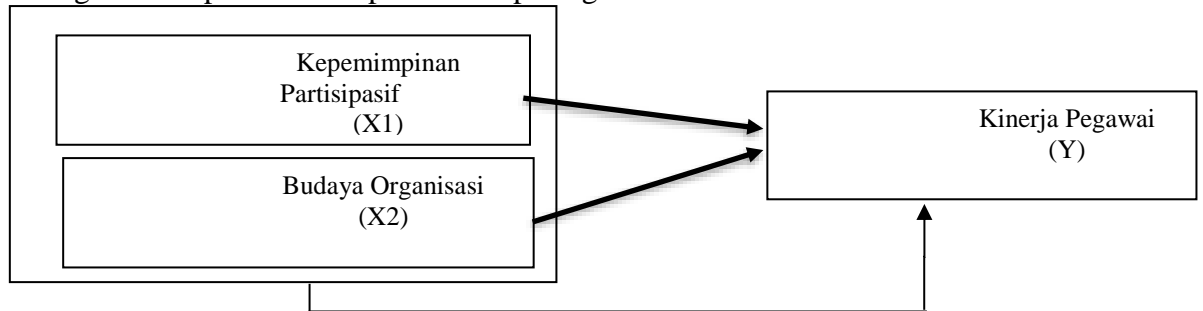 Kepemimpinan
Partisipasif
(X1)
Budaya Organisasi
(X2)
Kinerja Pegawai
(Y)